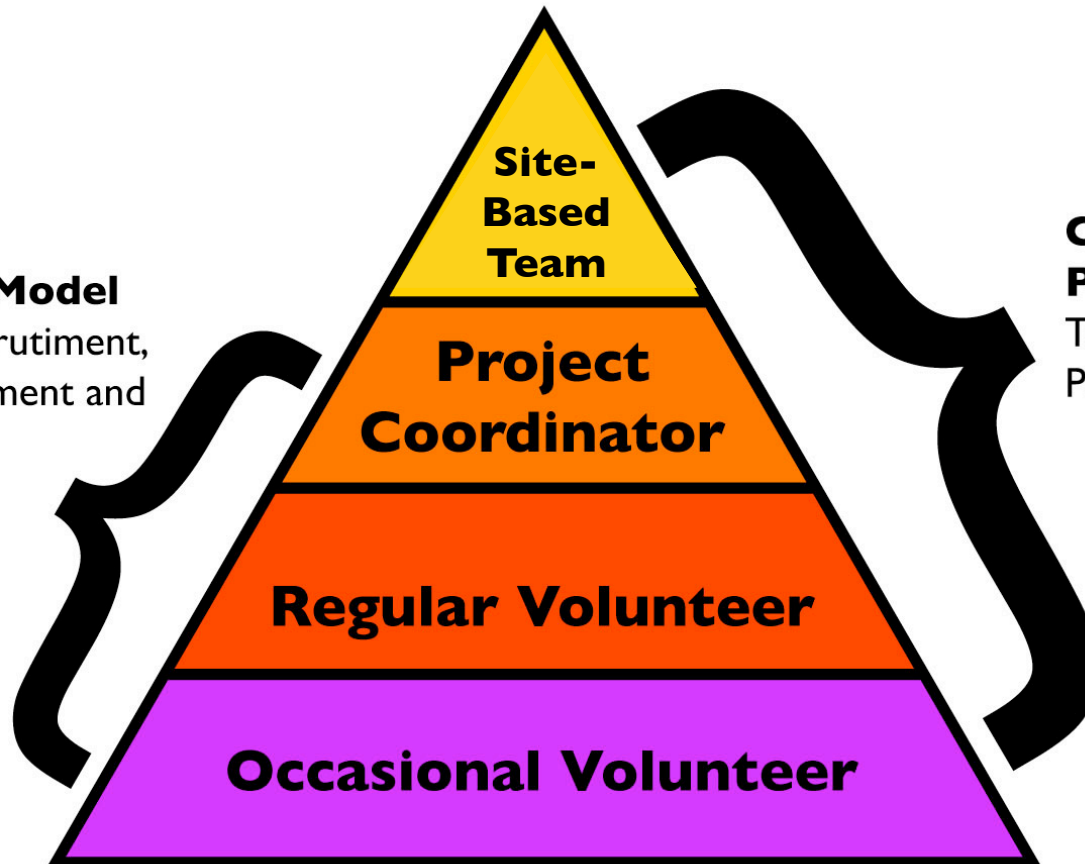 Site-
Based
Team
Model
rutiment,
ment and
Project
Coordinator
Regular Volunteer
Occasional Volunteer